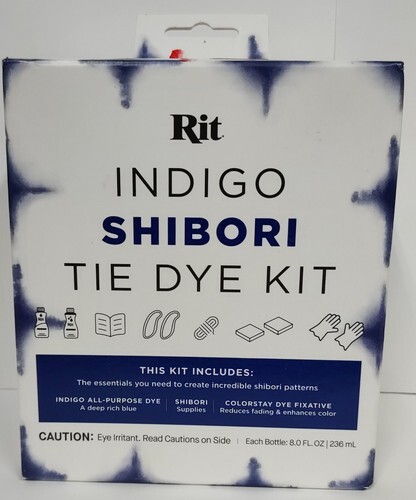 Rit
INDIGO
SHIBORI
TIE DYE KIT
THIS KIT INCLUDES:
The essentials you need to create incredible shibori patterns
INDIGO ALL-PURPOSE DYE | SHIBORI | COLORSTAY DYE FIXATIVE
A deep rich blue | Supplies | Reduces fading & enhances color
CAUTION: Eye Irritant. Read Cautions on Side | Each Bottle: 8.0 FL. OZ | 236 mL